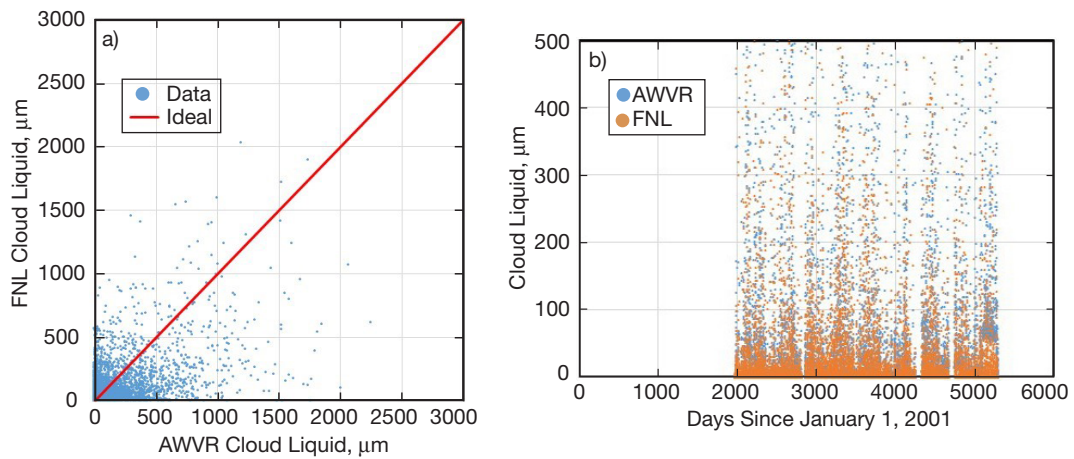 a)
FNL Cloud Liquid, μm
3000
2500
2000
1500
1000
500
0
Data
Ideal
0 500 1000 1500 2000 2500 3000
AWVR Cloud Liquid, μm
b)
Cloud Liquid, μm
500
400
300
200
100
0
AWVR
FNL
0 1000 2000 3000 4000 5000 6000
Days Since January 1, 2001